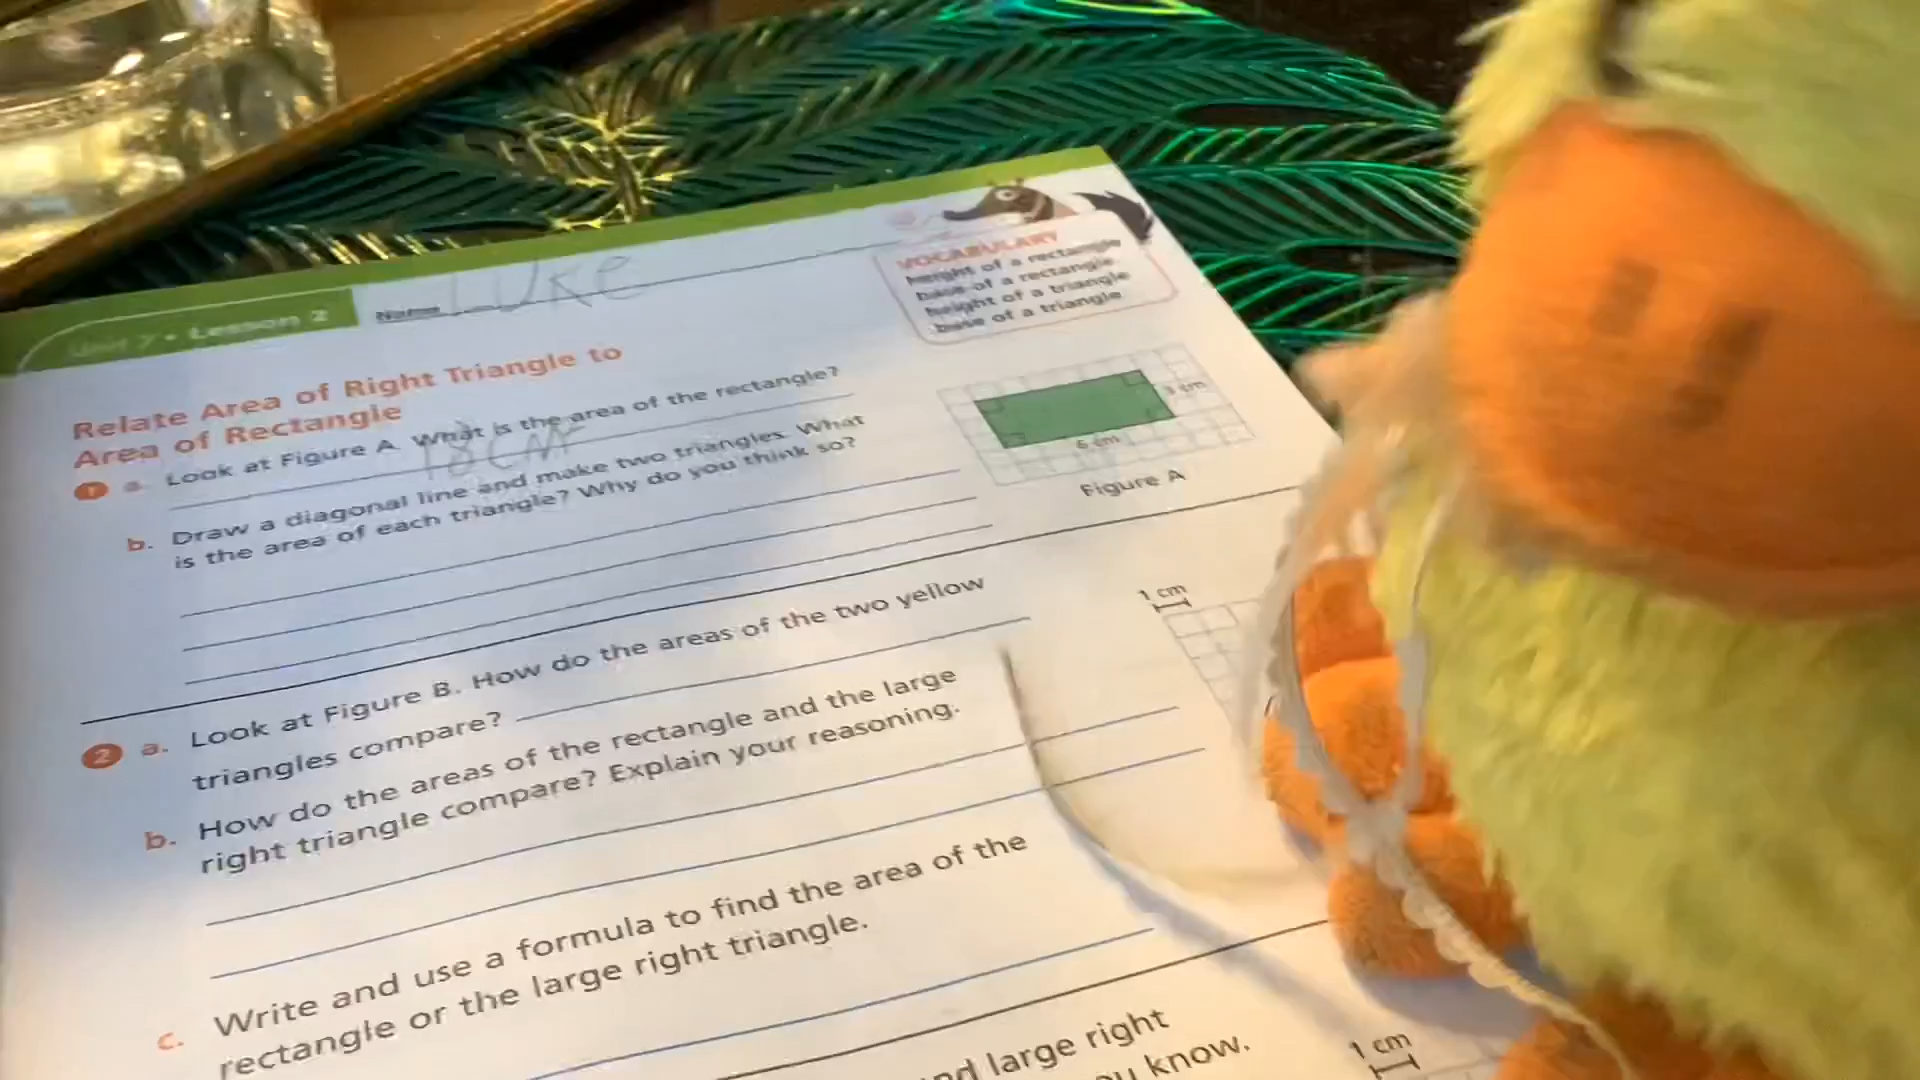 Unit 7 • Lesson 2
Name Luke
VOCABULARY
height of a rectangle
base of a rectangle
height of a triangle
base of a triangle
Relate Area of Right Triangle to
Area of Rectangle
1 a. Look at Figure A. What is the area of the rectangle?
18 cm
b. Draw a diagonal line and make two triangles. What
is the area of each triangle? Why do you think so?
3 cm
6 cm
Figure A
2 a. Look at Figure B. How do the areas of the two yellow
triangles compare?
1 cm
b. How do the areas of the rectangle and the large
right triangle compare? Explain your reasoning.
c. Write and use a formula to find the area of the
rectangle or the large right triangle.
large right
know.
1 cm